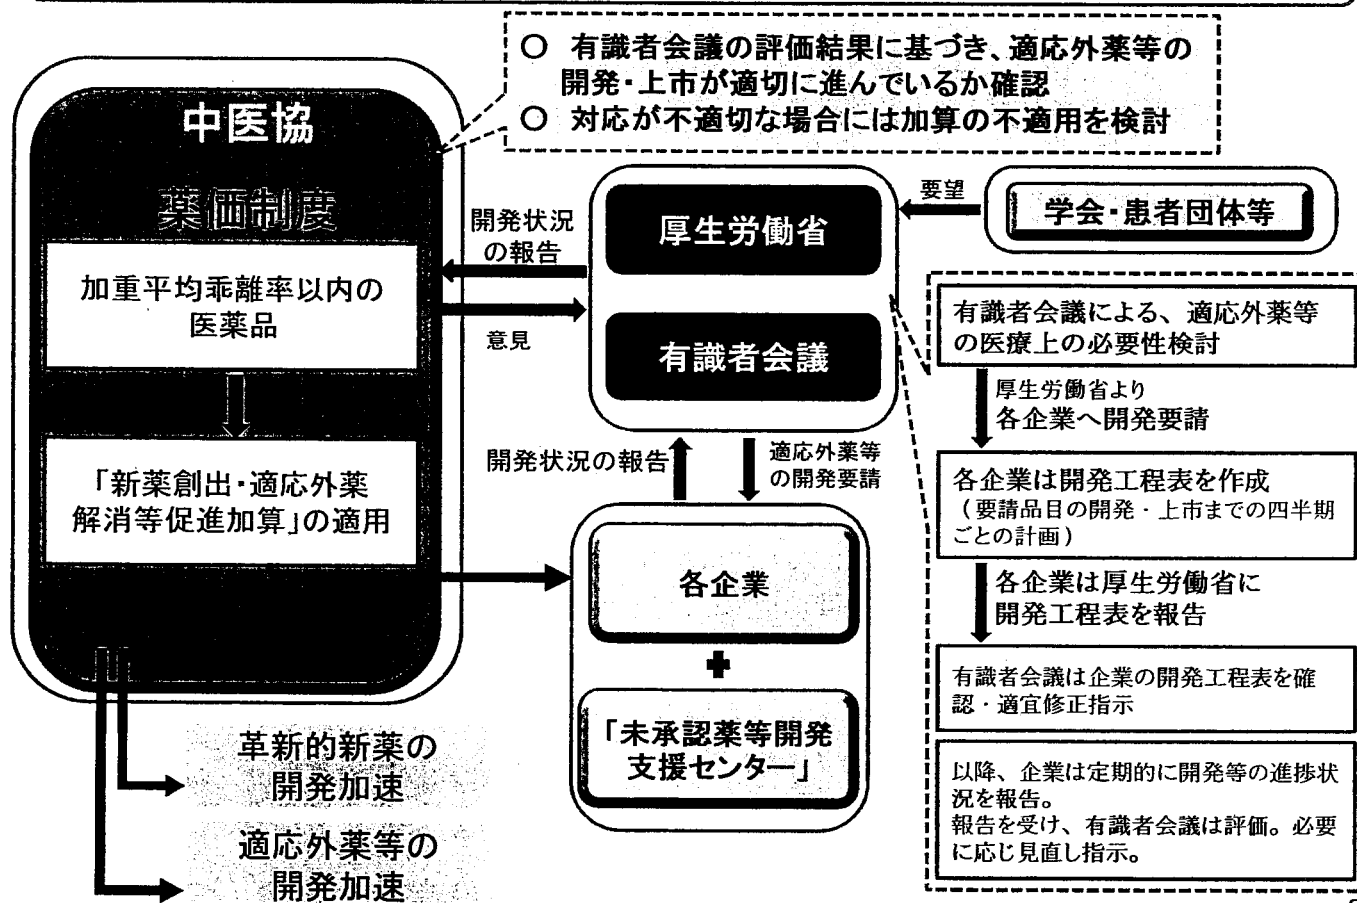 ○ 有識者会議の評価結果に基づき、適応外薬等の
開発・上市が適切に進んでいるか確認
○ 対応が不適切な場合には加算の不適用を検討
中医協
薬価制度
加重平均乖離率以内の
医薬品
「新薬創出・適応外薬
解消等促進加算」の適用
開発状況
の報告
意見
厚生労働省
有識者会議
要望
学会・患者団体等
開発状況の報告
適応外薬等
の開発要請
各企業
+
「未承認薬等開発
支援センター」
革新的新薬の
開発加速
適応外薬等の
開発加速
有識者会議による、適応外薬等
の医療上の必要性検討
厚生労働省より
各企業へ開発要請
各企業は開発工程表を作成
(要請品目の開発・上市までの四半期
ごとの計画)
各企業は厚生労働省に
開発工程表を報告
有識者会議は企業の開発工程表を確
認・適宜修正指示
以降、企業は定期的に開発等の進捗状
況を報告。
報告を受け、有識者会議は評価。必要
に応じ見直し指示。